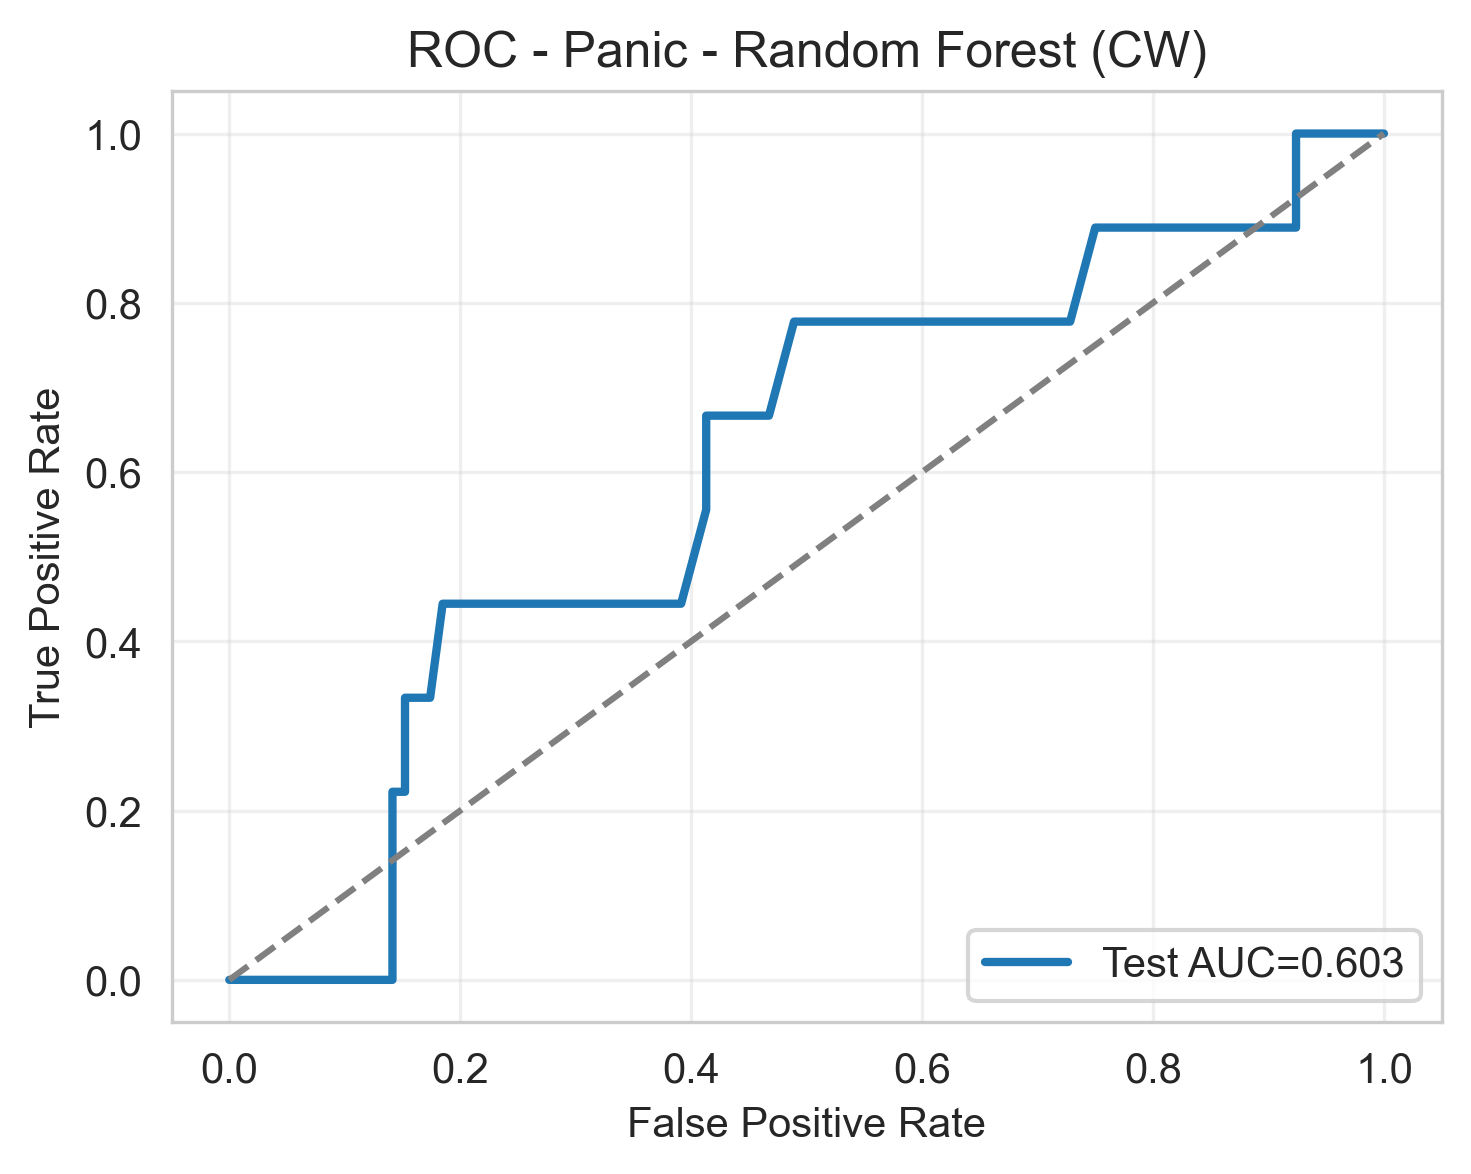 ROC - Panic - Random Forest (CW)
True Positive Rate
1.0
0.8
0.6
0.4
0.2
0.0
Test AUC=0.603
0.0 0.2 0.4 0.6 0.8 1.0
False Positive Rate